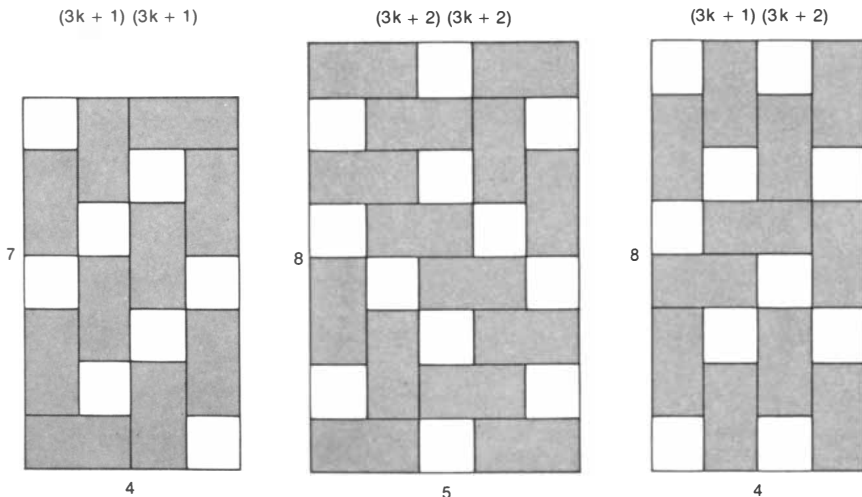 (3k + 1) (3k + 1)
(3k + 2) (3k + 2)
(3k + 1) (3k + 2)
7
8
8
4
5
4